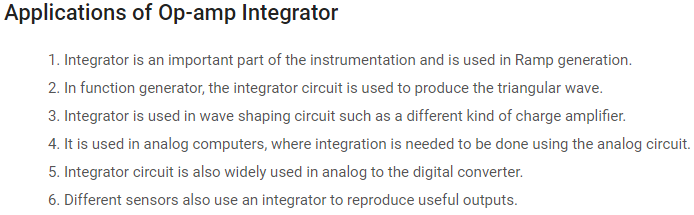 Applications of Op-amp Integrator
1. Integrator is an important part of the instrumentation and is used in Ramp generation.
2. In function generator, the integrator circuit is used to produce the triangular wave.
3. Integrator is used in wave shaping circuit such as a different kind of charge amplifier.
4. It is used in analog computers, where integration is needed to be done using the analog circuit.
5. Integrator circuit is also widely used in analog to the digital converter.
6. Different sensors also use an integrator to reproduce useful outputs.